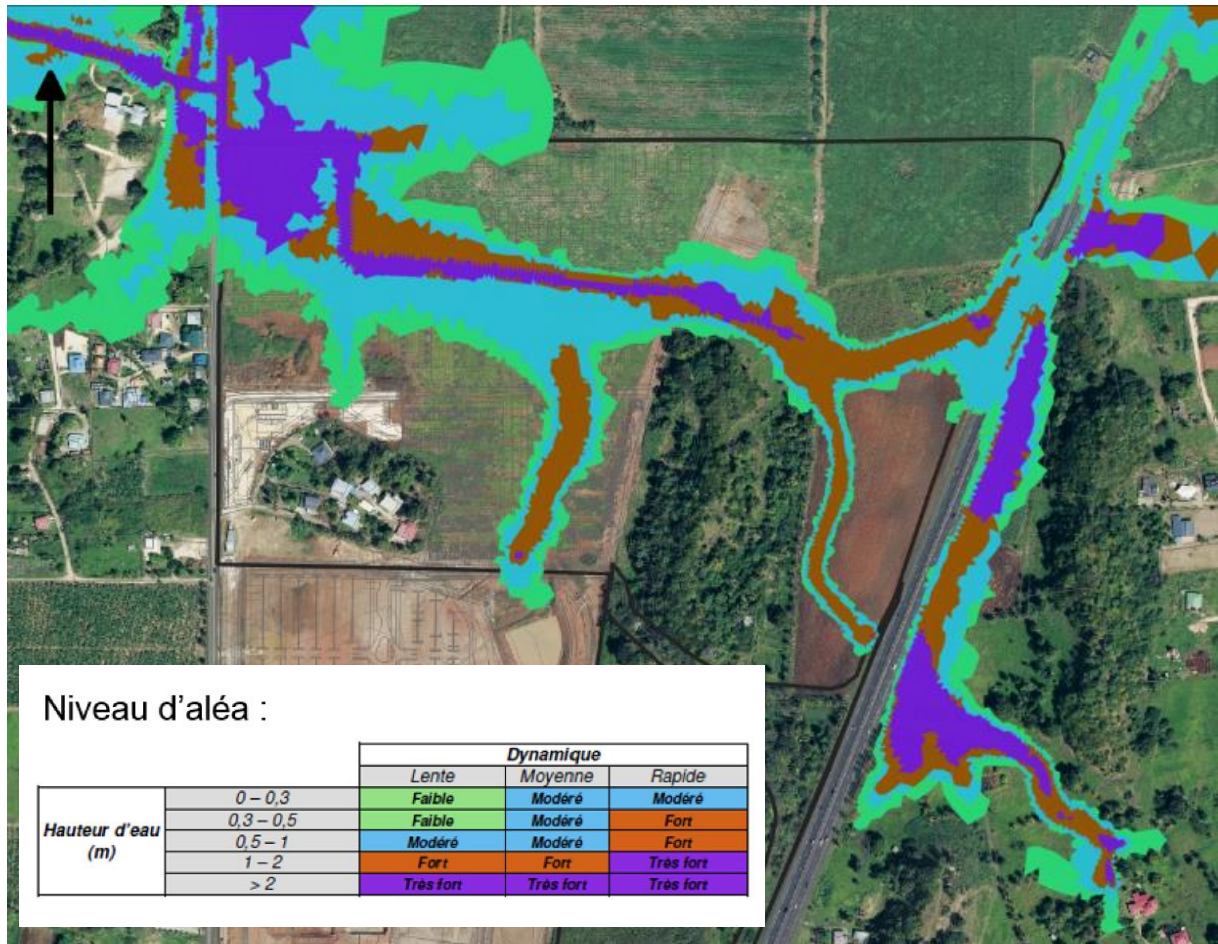 Niveau d'aléa :
Dynamique
Lente Moyenne Rapide
Hauteur d'eau (m)
0 – 0,3 Faible Modéré Modéré
0,3 – 0,5 Faible Modéré Fort
0,5 – 1 Modéré Modéré Fort
1 – 2 Fort Fort Très fort
> 2 Très fort Très fort Très fort